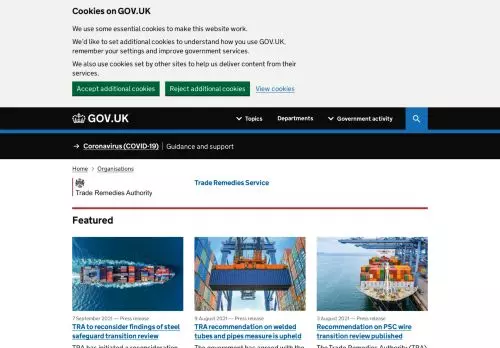 Cookies on GOV.UK
We use some essential cookies to make this website work.
We'd like to set additional cookies to understand how you use GOV.UK,
remember your settings and improve government services.
We also use cookies set by other sites to help us deliver content from their
services.
Accept additional cookies
Reject additional cookies
View cookies
GOV.UK
Topics
Departments
Government activity
→ Coronavirus (COVID-19)
Guidance and support
Home > Organisations
Trade Remedies Authority
Trade Remedies Service
Featured
7 September 2021 — Press release
TRA to reconsider findings of steel
safeguard transition review
TRA has initiated a reconsideration
9 August 2021 — Press release
TRA recommendation on welded
tubes and pipes measure is upheld
The government has agreed with the
3 August 2021 — Press release
Recommendation on PSC wire
transition review published
The Trade Remedies Authority (TRA)